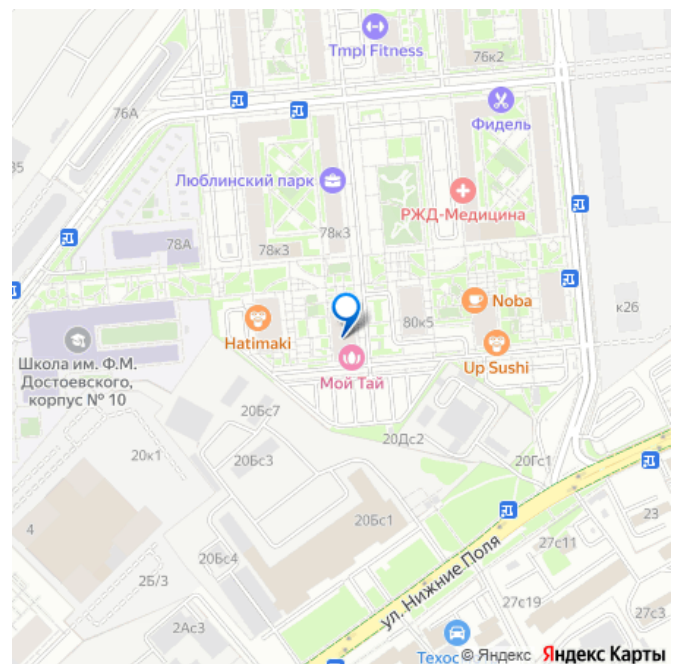 Tmpl Fitness
76к2
76А
Фидель
85
Люблинский парк
РЖД-Медицина
78А
78к3
78к3
Noba
к26
80к5
Hatimaki
Up Sushi
Школа им. Ф.М.
Достоевского,
корпус № 10
Мой Тай
20Бс7
20Дс2
20к1
20Бс3
20Гс1
4
20Бс1
23
20Бс4
27с11
2Б/3
ул. Нижние Поля
27с19
27с3
2Ас3
Техос
© Яндекс Яндекс Карты